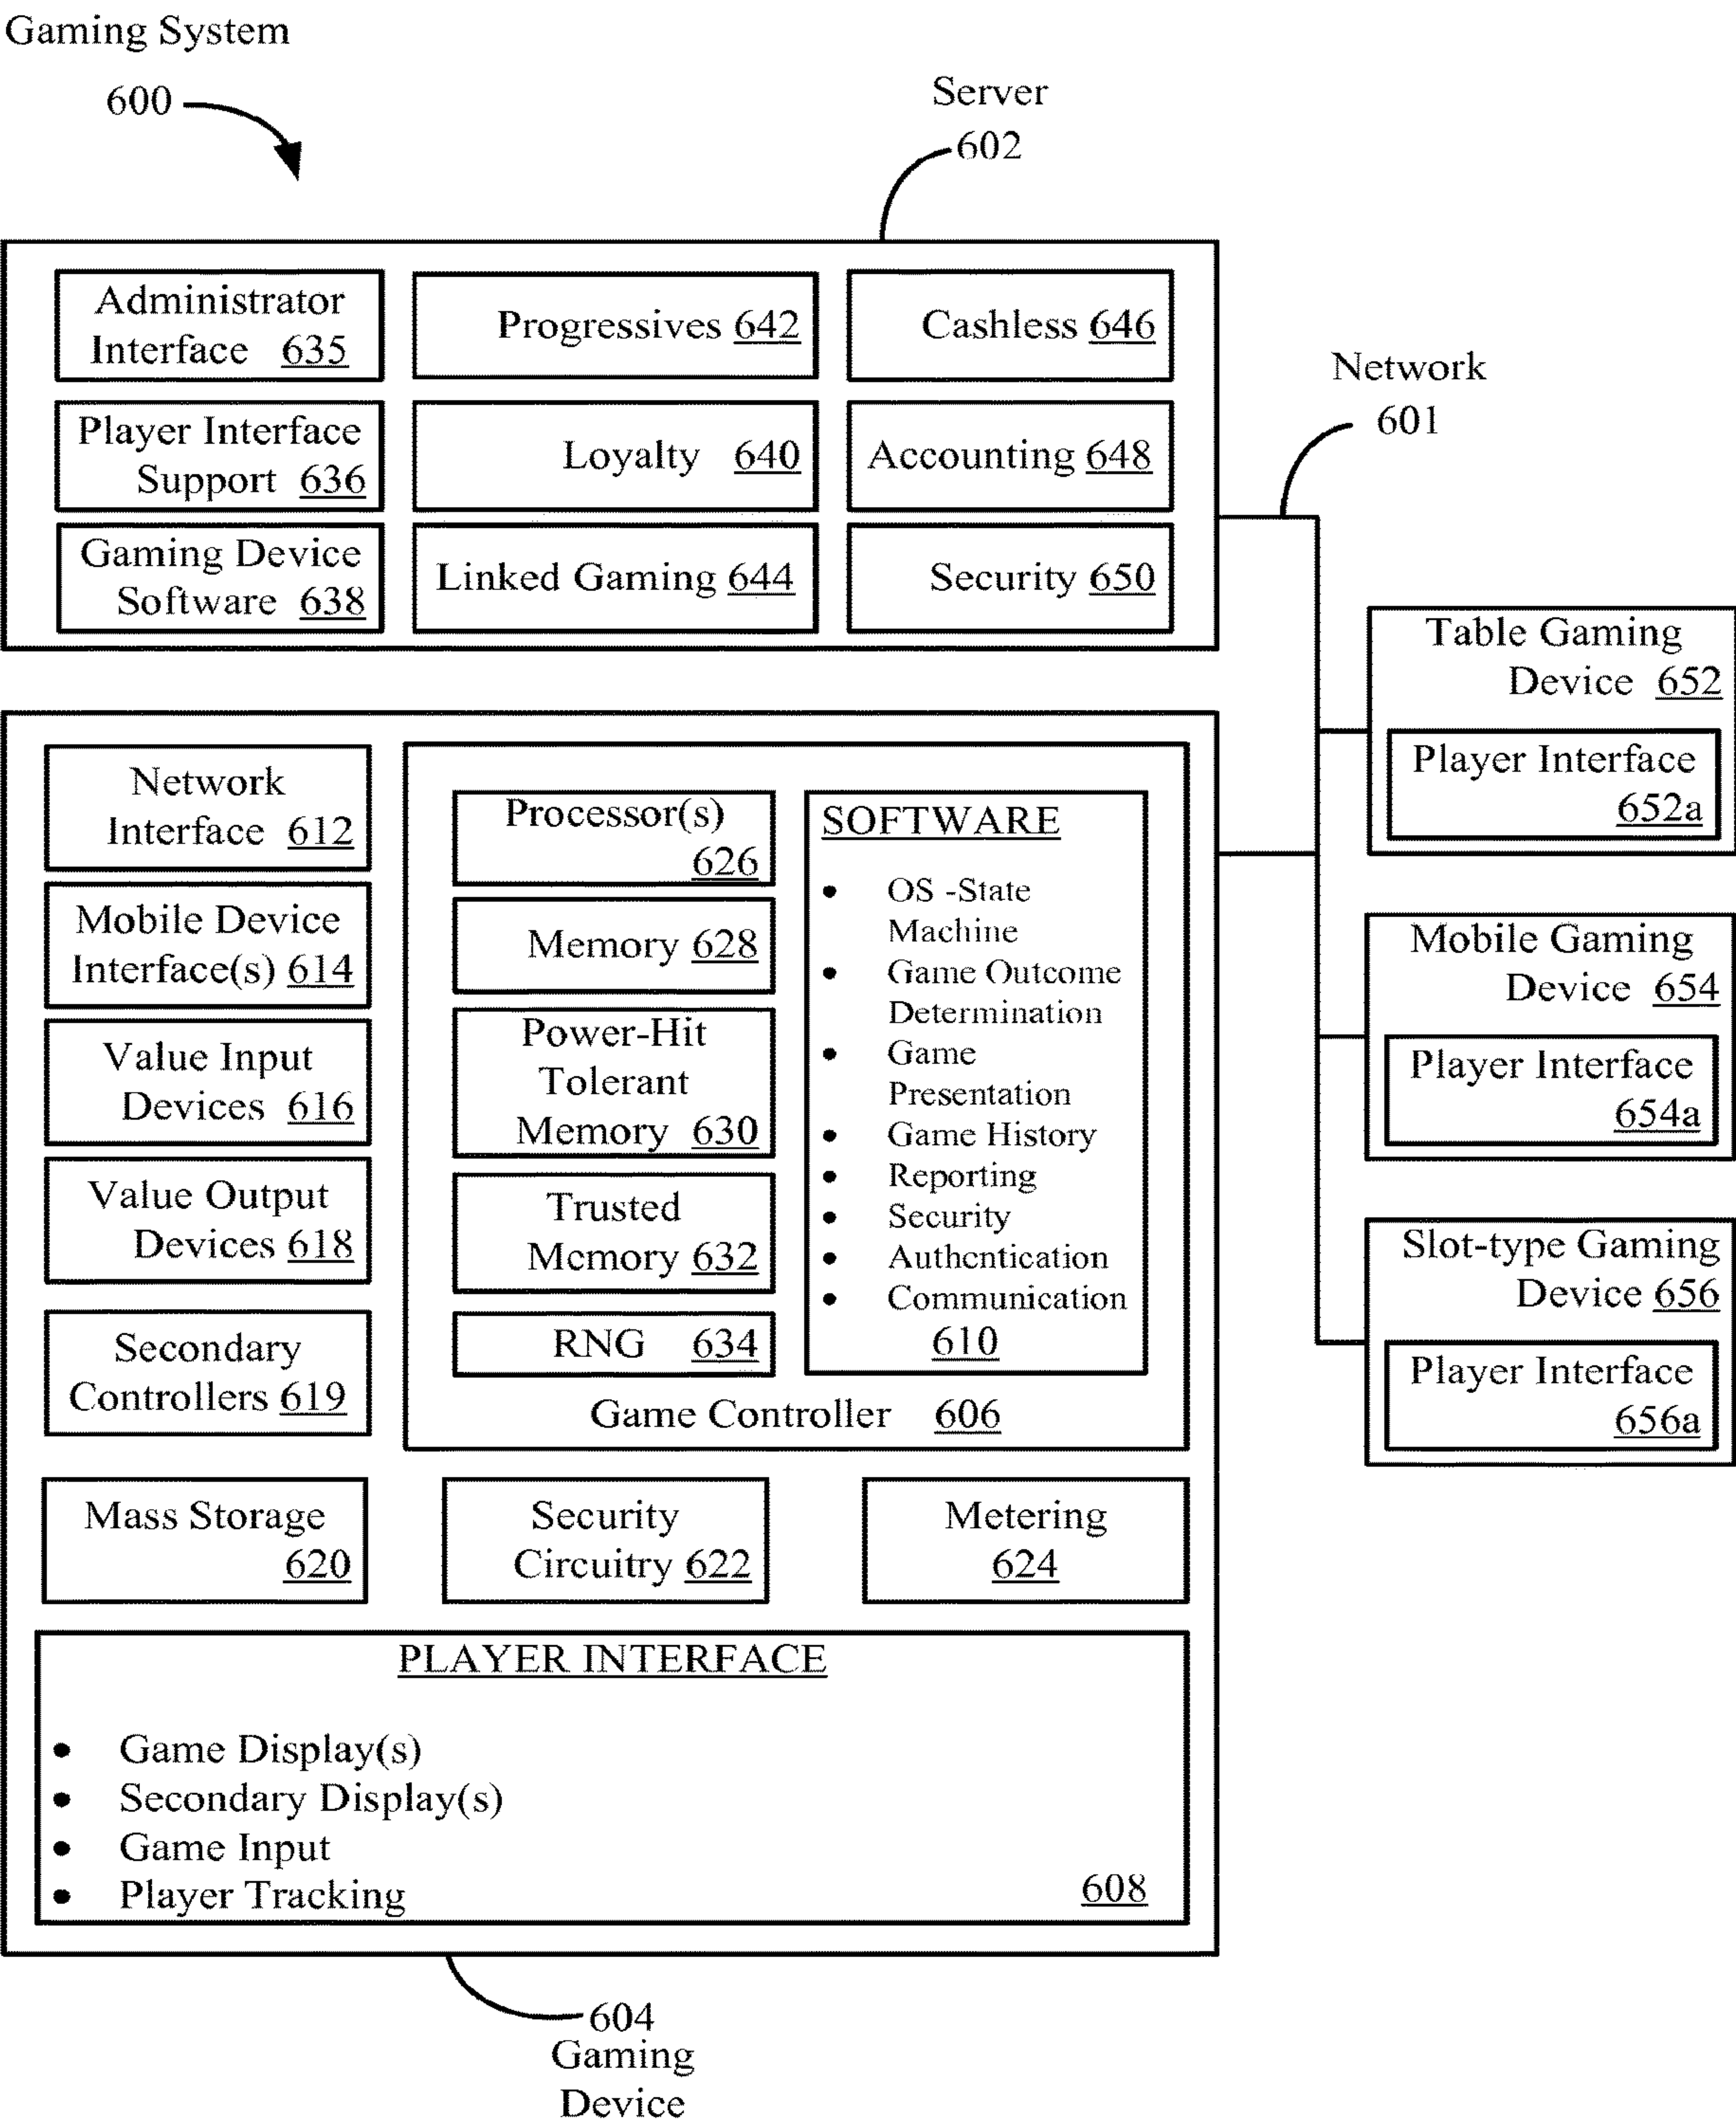 Gaming System
600
Server
602
Administrator
Interface 635
Progressives 642
Cashless 646
Player Interface
Support 636
Loyalty 640
Accounting 648
Gaming Device
Software 638
Linked Gaming 644
Security 650
Network
601
Table Gaming
Device 652
Player Interface
652a
Mobile Gaming
Device 654
Player Interface
654a
Slot-type Gaming
Device 656
Player Interface
656a
Network
Interface 612
Mobile Device
Interface(s) 614
Value Input
Devices 616
Value Output
Devices 618
Secondary
Controllers 619
Processor(s)
626
Memory 628
Power-Hit
Tolerant
Memory 630
Trusted
Memory 632
RNG 634
SOFTWARE
• OS -State
Machine
• Game Outcome
Determination
• Game
Presentation
• Game History
• Reporting
• Security
• Authentication
• Communication
610
Game Controller 606
Mass Storage
620
Security
Circuitry 622
Metering
624
PLAYER INTERFACE
• Game Display(s)
• Secondary Display(s)
• Game Input
• Player Tracking
608
604
Gaming
Device